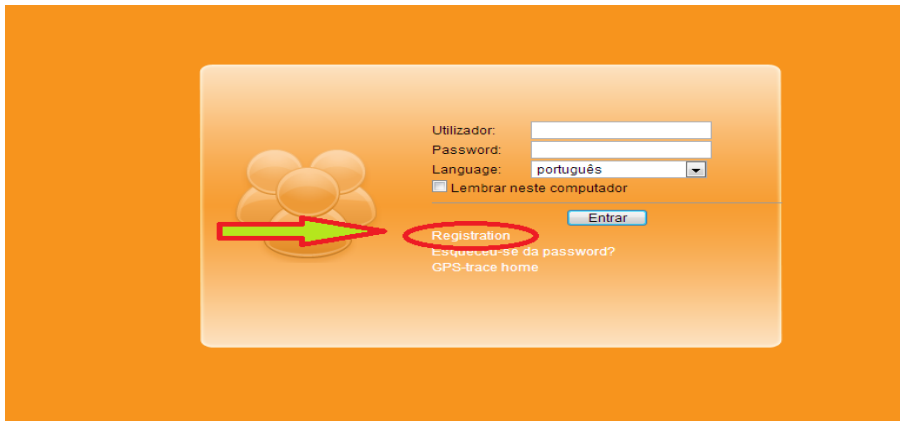 Utilizador:
Password:
Language: português
Lembrar neste computador
Entrar
Registration
Esqueceu-se da password?
GPS-trace home